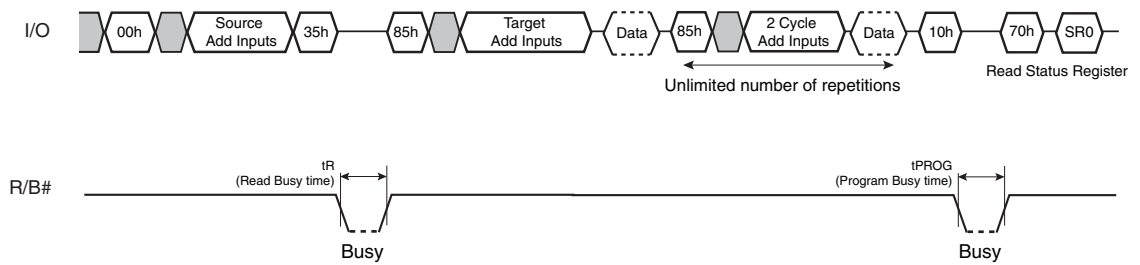 I/O
00h
Source
Add Inputs
35h
85h
Target
Add Inputs
Data
85h
2 Cycle
Add Inputs
Data
10h
70h
SR0
Unlimited number of repetitions
Read Status Register
R/B#
tR
(Read Busy time)
Busy
tPROG
(Program Busy time)
Busy